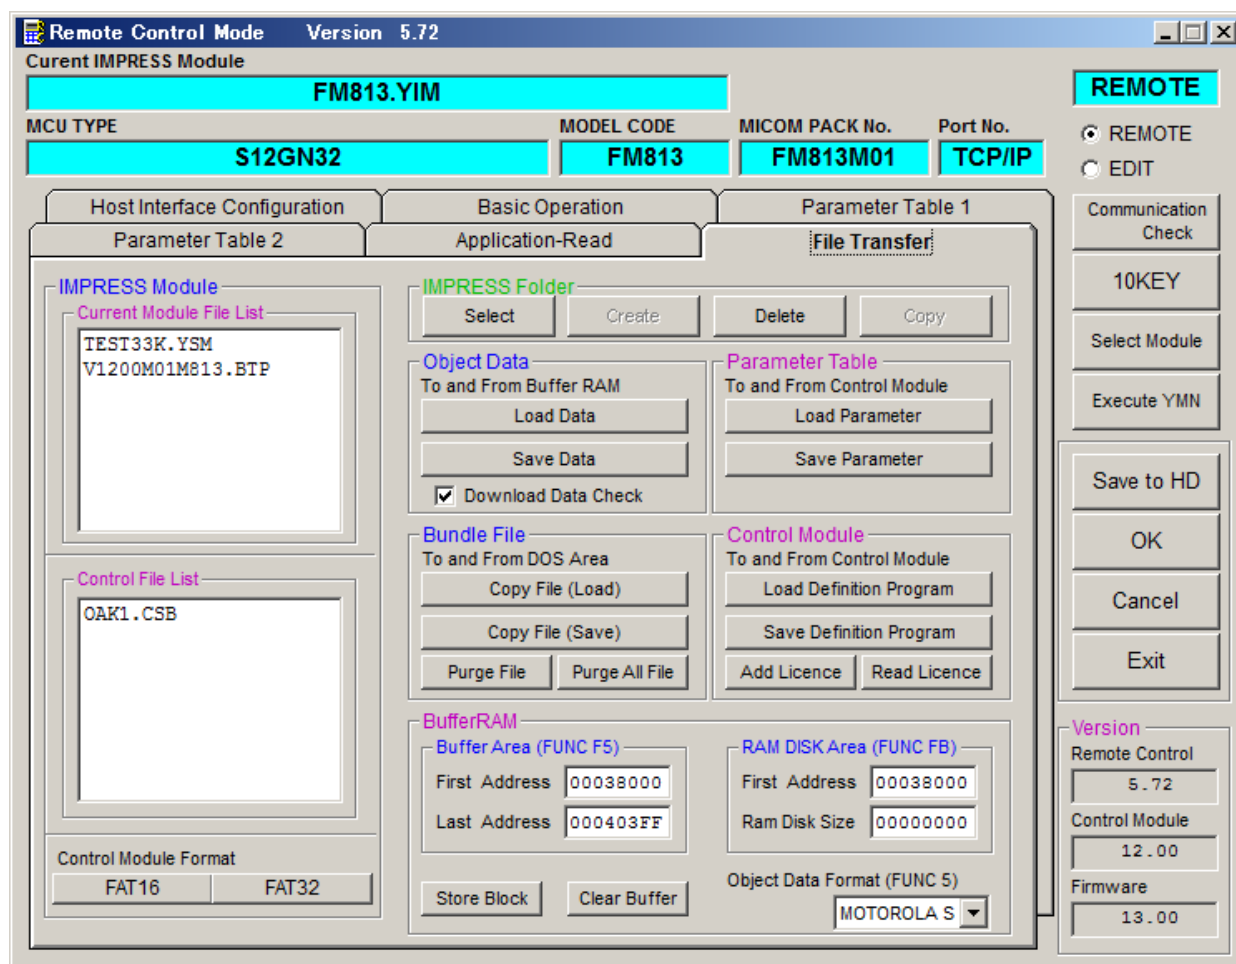 Remote Control Mode Version 5.72
Curent IMPRESS Module
FM813.YIM
REMOTE
MCU TYPE MODEL CODE MICOM PACK No. Port No.
S12GN32 FM813 FM813M01 TCP/IP
REMOTE
EDIT
Host Interface Configuration Basic Operation Parameter Table 1
Parameter Table 2 Application-Read File Transfer
Communication
Check
10KEY
Select Module
Execute YMN
Save to HD
OK
Cancel
Exit
IMPRESS Module
Current Module File List
TEST33K.YSM
V1200M01M813.BTP
Control File List
OAK1.CSB
Control Module Format
FAT16 FAT32
IMPRESS Folder
Select Create Delete Copy
Object Data
To and From Buffer RAM
Load Data
Save Data
Download Data Check
Parameter Table
To and From Control Module
Load Parameter
Save Parameter
Bundle File
To and From DOS Area
Copy File (Load)
Copy File (Save)
Purge File Purge All File
Control Module
To and From Control Module
Load Definition Program
Save Definition Program
Add Licence Read Licence
BufferRAM
Buffer Area (FUNC F5)
First Address 00038000
Last Address 000403FF
RAM DISK Area (FUNC FB)
First Address 00038000
Ram Disk Size 00000000
Store Block Clear Buffer
Object Data Format (FUNC 5)
MOTOROLA S
Version
Remote Control
5.72
Control Module
12.00
Firmware
13.00